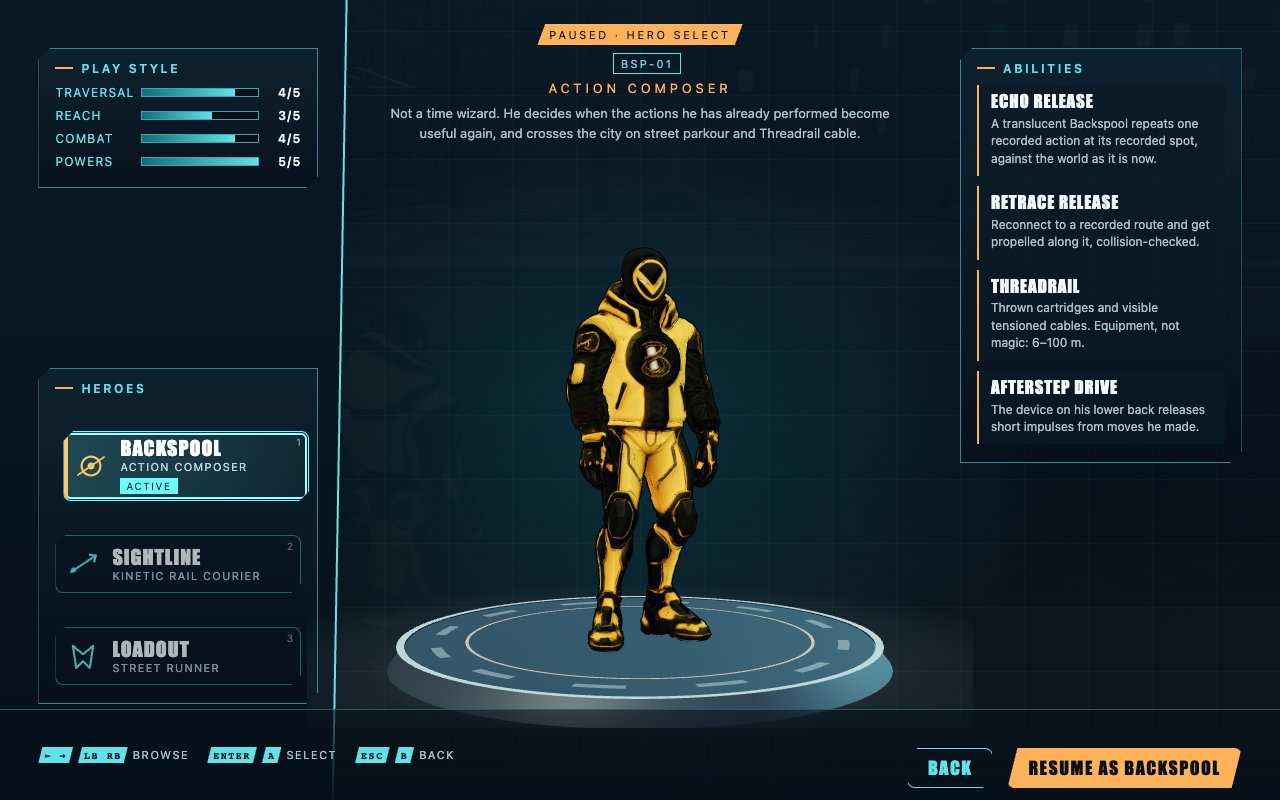 PAUSED · HERO SELECT
BSP-01
ACTION COMPOSER
Not a time wizard. He decides when the actions he has already performed become
useful again, and crosses the city on street parkour and Threadrail cable.
PLAY STYLE
TRAVERSAL 4/5
REACH 3/5
COMBAT 4/5
POWERS 5/5
HEROES
1
BACKSPOOL
ACTION COMPOSER
ACTIVE
2
SIGHTLINE
KINETIC RAIL COURIER
3
LOADOUT
STREET RUNNER
ABILITIES
ECHO RELEASE
A translucent Backspool repeats one
recorded action at its recorded spot,
against the world as it is now.
RETRACE RELEASE
Reconnect to a recorded route and get
propelled along it, collision-checked.
THREADRAIL
Thrown cartridges and visible
tensioned cables. Equipment, not
magic: 6–100 m.
AFTERSTEP DRIVE
The device on his lower back releases
short impulses from moves he made.
← → LB RB BROWSE ENTER A SELECT ESC B BACK
BACK
RESUME AS BACKSPOOL